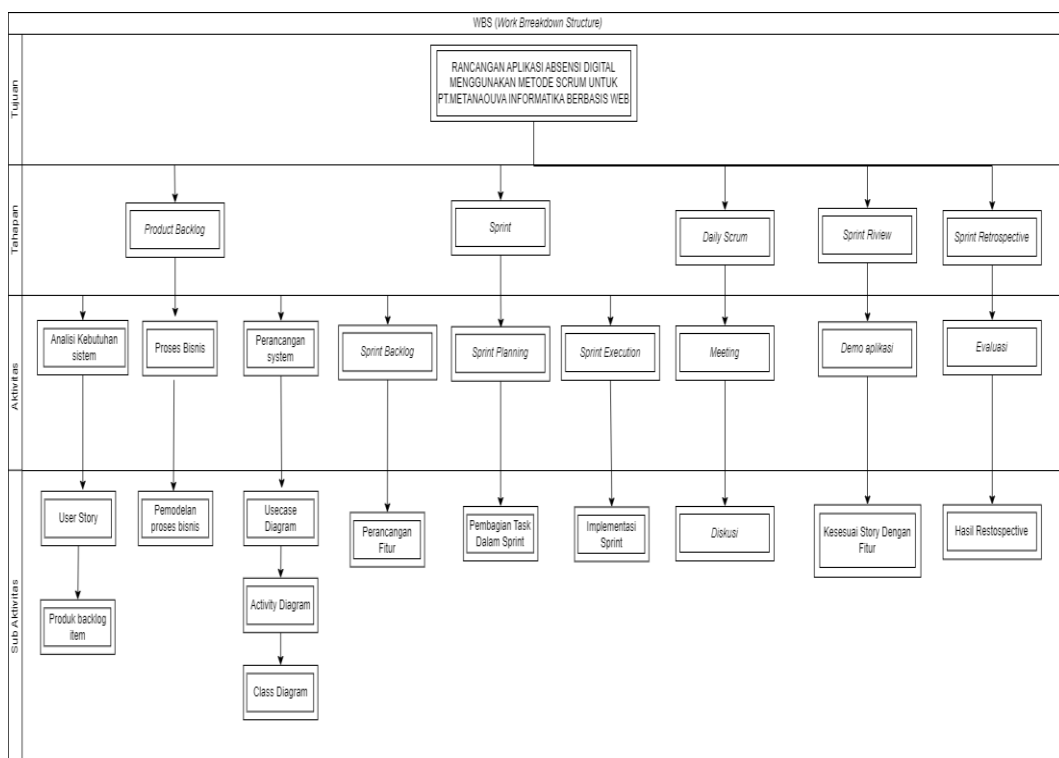 WBS (Work Brreakdown Structure)
Tujuan
RANCANGAN APLIKASI ABSENSI DIGITAL
MENGGUNAKAN METODE SCRUM UNTUK
PT.METANAOUVA INFORMATIKA BERBASIS WEB
Tahapan
Product Backlog
Sprint
Daily Scrum
Sprint Riview
Sprint Retrospective
Aktivitas
Analisi Kebutuhan
sistem
Proses Bisnis
Perancangan
system
Sprint Backlog
Sprint Planning
Sprint Execution
Meeting
Demo aplikasi
Evaluasi
Sub Aktivitas
User Story
Pemodelan
proses bisnis
Usecase
Diagram
Perancangan
Fitur
Pembagian Task
Dalam Sprint
Implementasi
Sprint
Diskusi
Kesesuai Story Dengan
Fitur
Hasil Restospective
Produk backlog
item
Activity Diagram
Class Diagram